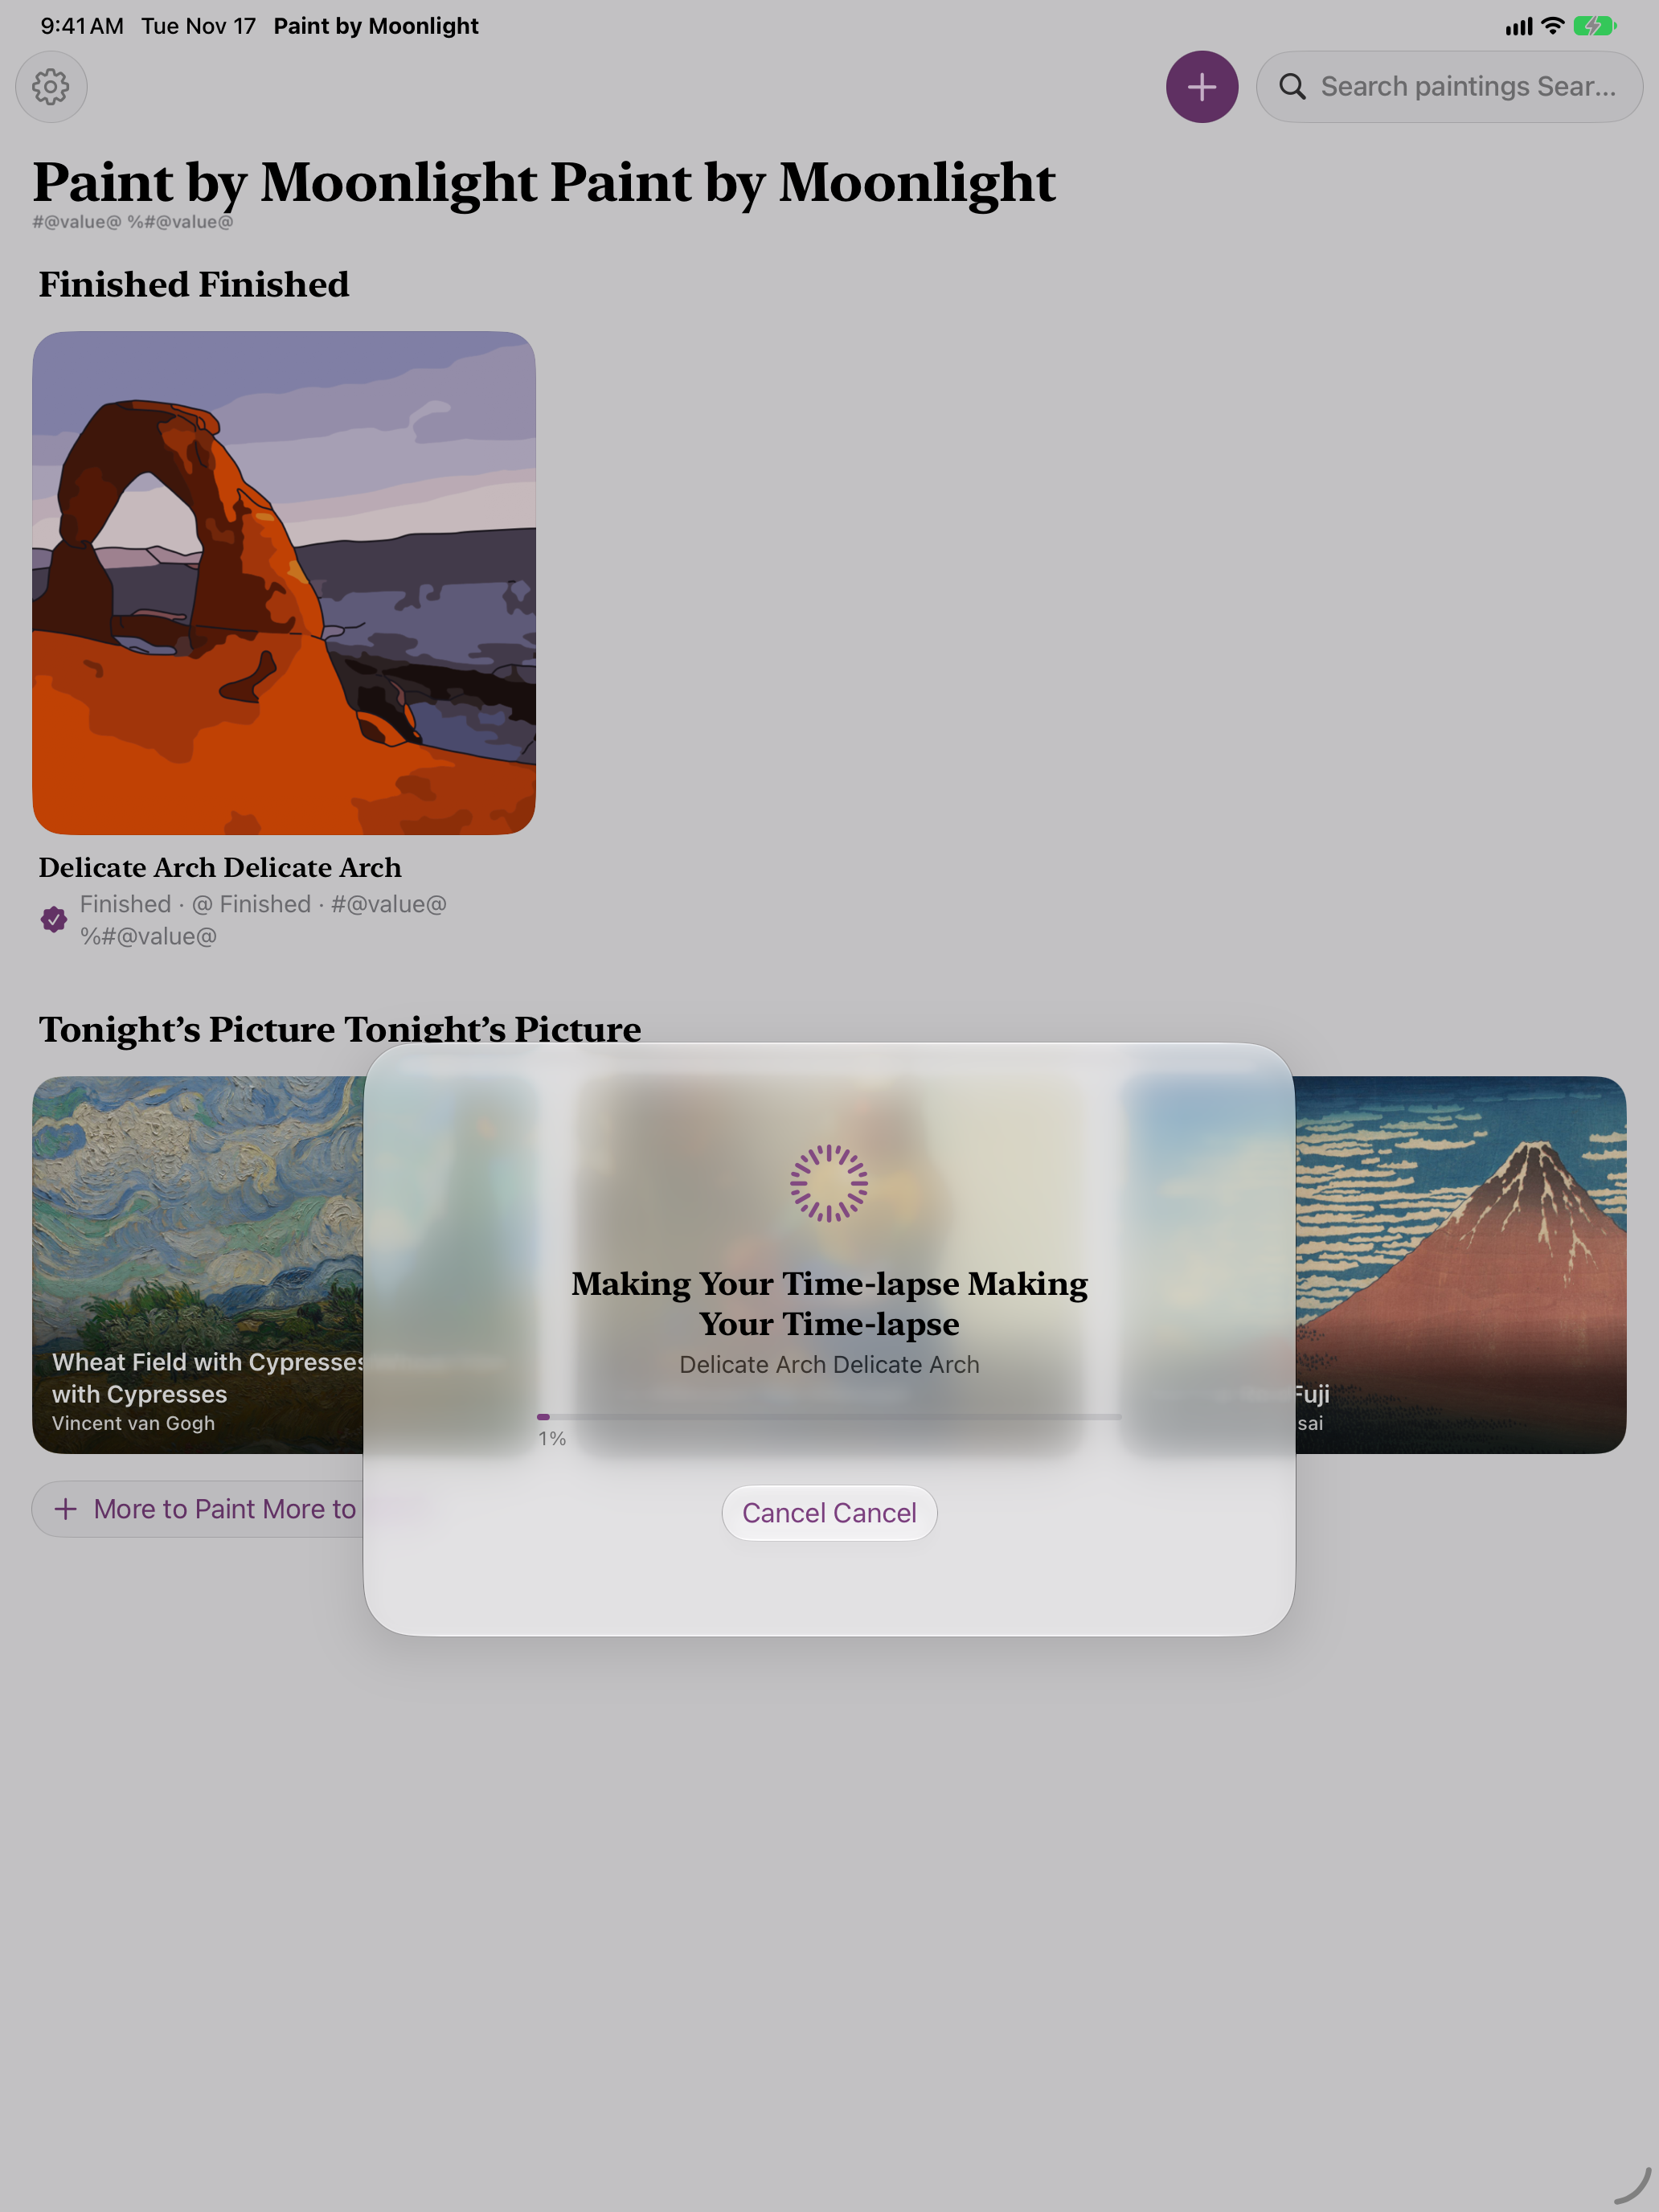 9:41 AM Tue Nov 17 Paint by Moonlight
Search paintings Sear...
Paint by Moonlight Paint by Moonlight
#@value@ %#@value@
Finished Finished
Delicate Arch Delicate Arch
Finished · @ Finished · #@value@
%#@value@
Tonight’s Picture Tonight’s Picture
Making Your Time-lapse Making
Your Time-lapse
Delicate Arch Delicate Arch
1%
Cancel Cancel
Wheat Field with Cypresses
with Cypresses
Vincent van Gogh
Fuji
sai
More to Paint More to